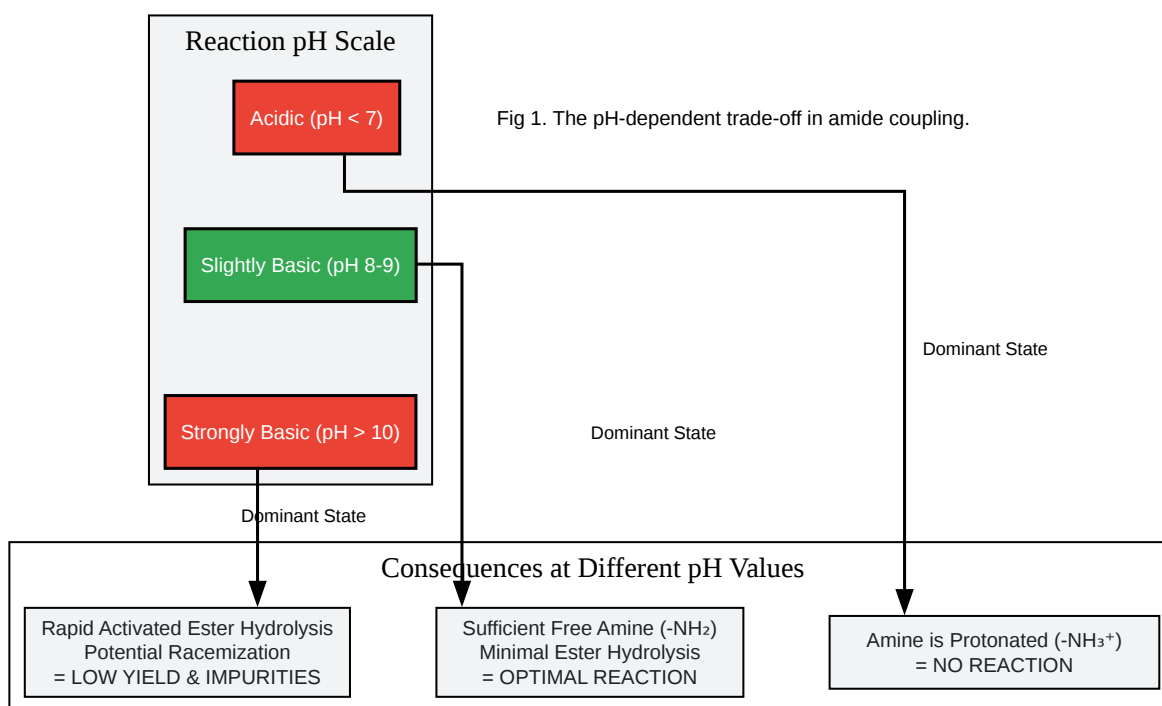 Reaction pH Scale
Acidic (pH < 7)
Fig 1. The pH-dependent trade-off in amide coupling.
Slightly Basic (pH 8-9)
Dominant State
Strongly Basic (pH > 10)
Dominant State
Dominant State
Consequences at Different pH Values
Rapid Activated Ester Hydrolysis
Potential Racemization
= LOW YIELD & IMPURITIES
Sufficient Free Amine (-NH₂)
Minimal Ester Hydrolysis
= OPTIMAL REACTION
Amine is Protonated (-NH₃⁺)
= NO REACTION